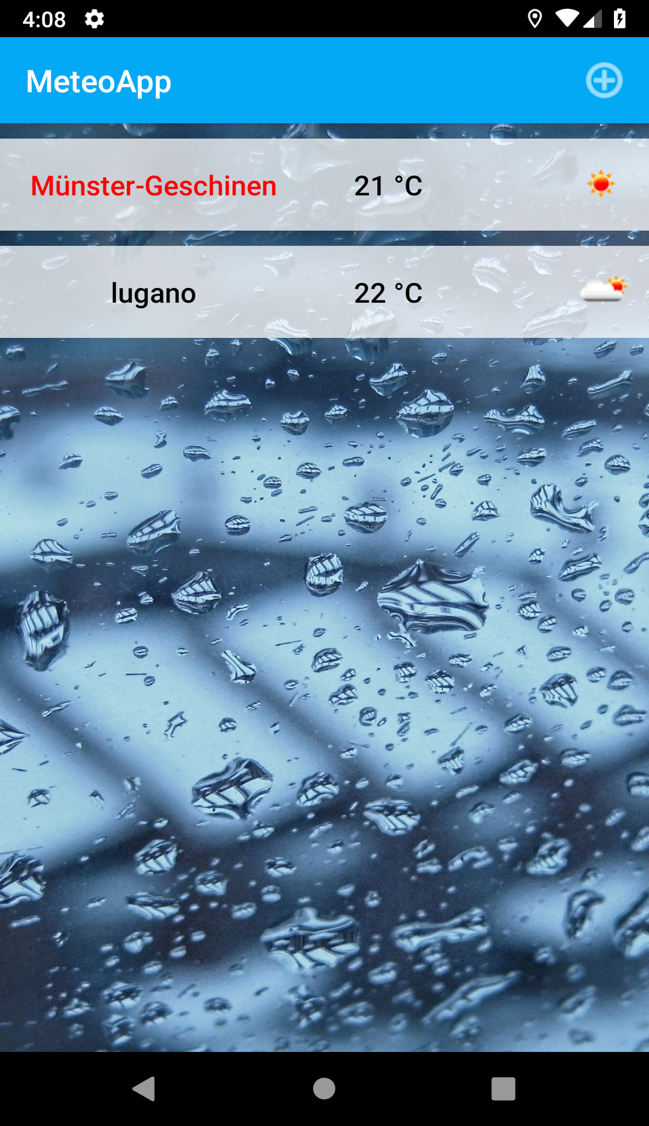 4:08
MeteoApp
Münster-Geschinen 21 °C
lugano 22 °C